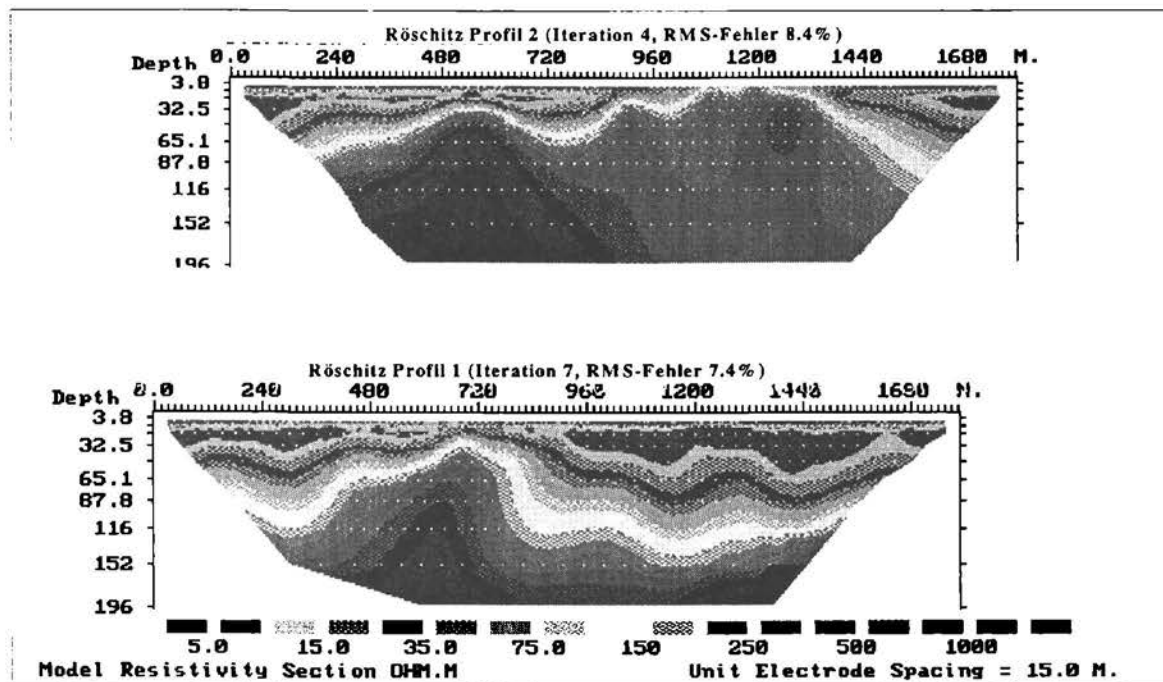 Röschitz Profil 2 (Iteration 4, RMS-Fehler 8.4%)
Depth 0.0 240 480 720 960 1200 1440 1680 M.
3.8
32.5
65.1
87.8
116
152
196
Röschitz Profil 1 (Iteration 7, RMS-Fehler 7.4%)
Depth 0.0 240 480 720 960 1200 1440 1680 M.
3.8
32.5
65.1
87.8
116
152
196
5.0 15.0 35.0 75.0 150 250 500 1000
Model Resistivity Section OHM.M Unit Electrode Spacing = 15.0 M.